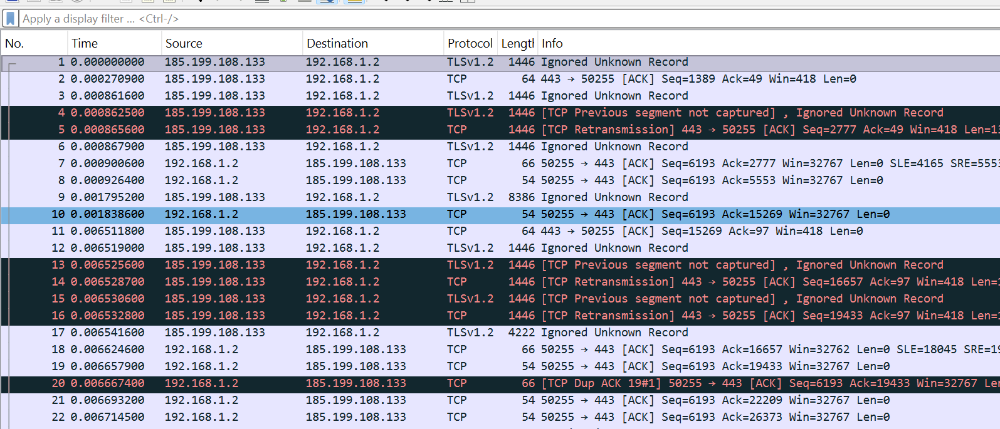 Apply a display filter ... <Ctrl-/>
No. Time Source Destination Protocol Length Info
1 0.000000000 185.199.108.133 192.168.1.2 TLSv1.2 1446 Ignored Unknown Record
2 0.000270900 185.199.108.133 192.168.1.2 TCP 64 443 → 50255 [ACK] Seq=1389 Ack=49 Win=418 Len=0
3 0.000861600 185.199.108.133 192.168.1.2 TLSv1.2 1446 Ignored Unknown Record
4 0.000862500 185.199.108.133 192.168.1.2 TLSv1.2 1446 [TCP Previous segment not captured] , Ignored Unknown Record
5 0.000865600 185.199.108.133 192.168.1.2 TCP 1446 [TCP Retransmission] 443 → 50255 [ACK] Seq=2777 Ack=49 Win=418 Len=13
6 0.000867900 185.199.108.133 192.168.1.2 TLSv1.2 1446 Ignored Unknown Record
7 0.000900600 192.168.1.2 185.199.108.133 TCP 66 50255 → 443 [ACK] Seq=6193 Ack=2777 Win=32767 Len=0 SLE=4165 SRE=5553
8 0.000926400 192.168.1.2 185.199.108.133 TCP 54 50255 → 443 [ACK] Seq=6193 Ack=5553 Win=32767 Len=0
9 0.001795200 185.199.108.133 192.168.1.2 TLSv1.2 8386 Ignored Unknown Record
10 0.001838600 192.168.1.2 185.199.108.133 TCP 54 50255 → 443 [ACK] Seq=6193 Ack=15269 Win=32767 Len=0
11 0.006511800 185.199.108.133 192.168.1.2 TCP 64 443 → 50255 [ACK] Seq=15269 Ack=97 Win=418 Len=0
12 0.006519000 185.199.108.133 192.168.1.2 TLSv1.2 1446 Ignored Unknown Record
13 0.006525600 185.199.108.133 192.168.1.2 TLSv1.2 1446 [TCP Previous segment not captured] , Ignored Unknown Record
14 0.006528700 185.199.108.133 192.168.1.2 TCP 1446 [TCP Retransmission] 443 → 50255 [ACK] Seq=16657 Ack=97 Win=418 Len=1
15 0.006530600 185.199.108.133 192.168.1.2 TLSv1.2 1446 [TCP Previous segment not captured] , Ignored Unknown Record
16 0.006532800 185.199.108.133 192.168.1.2 TCP 1446 [TCP Retransmission] 443 → 50255 [ACK] Seq=19433 Ack=97 Win=418 Len=1
17 0.006541600 185.199.108.133 192.168.1.2 TLSv1.2 4222 Ignored Unknown Record
18 0.006624600 192.168.1.2 185.199.108.133 TCP 66 50255 → 443 [ACK] Seq=6193 Ack=16657 Win=32762 Len=0 SLE=18045 SRE=19
19 0.006657900 192.168.1.2 185.199.108.133 TCP 54 50255 → 443 [ACK] Seq=6193 Ack=19433 Win=32767 Len=0
20 0.006667400 192.168.1.2 185.199.108.133 TCP 66 [TCP Dup ACK 19#1] 50255 → 443 [ACK] Seq=6193 Ack=19433 Win=32767 Len
21 0.006693200 192.168.1.2 185.199.108.133 TCP 54 50255 → 443 [ACK] Seq=6193 Ack=22209 Win=32767 Len=0
22 0.006714500 192.168.1.2 185.199.108.133 TCP 54 50255 → 443 [ACK] Seq=6193 Ack=26373 Win=32767 Len=0